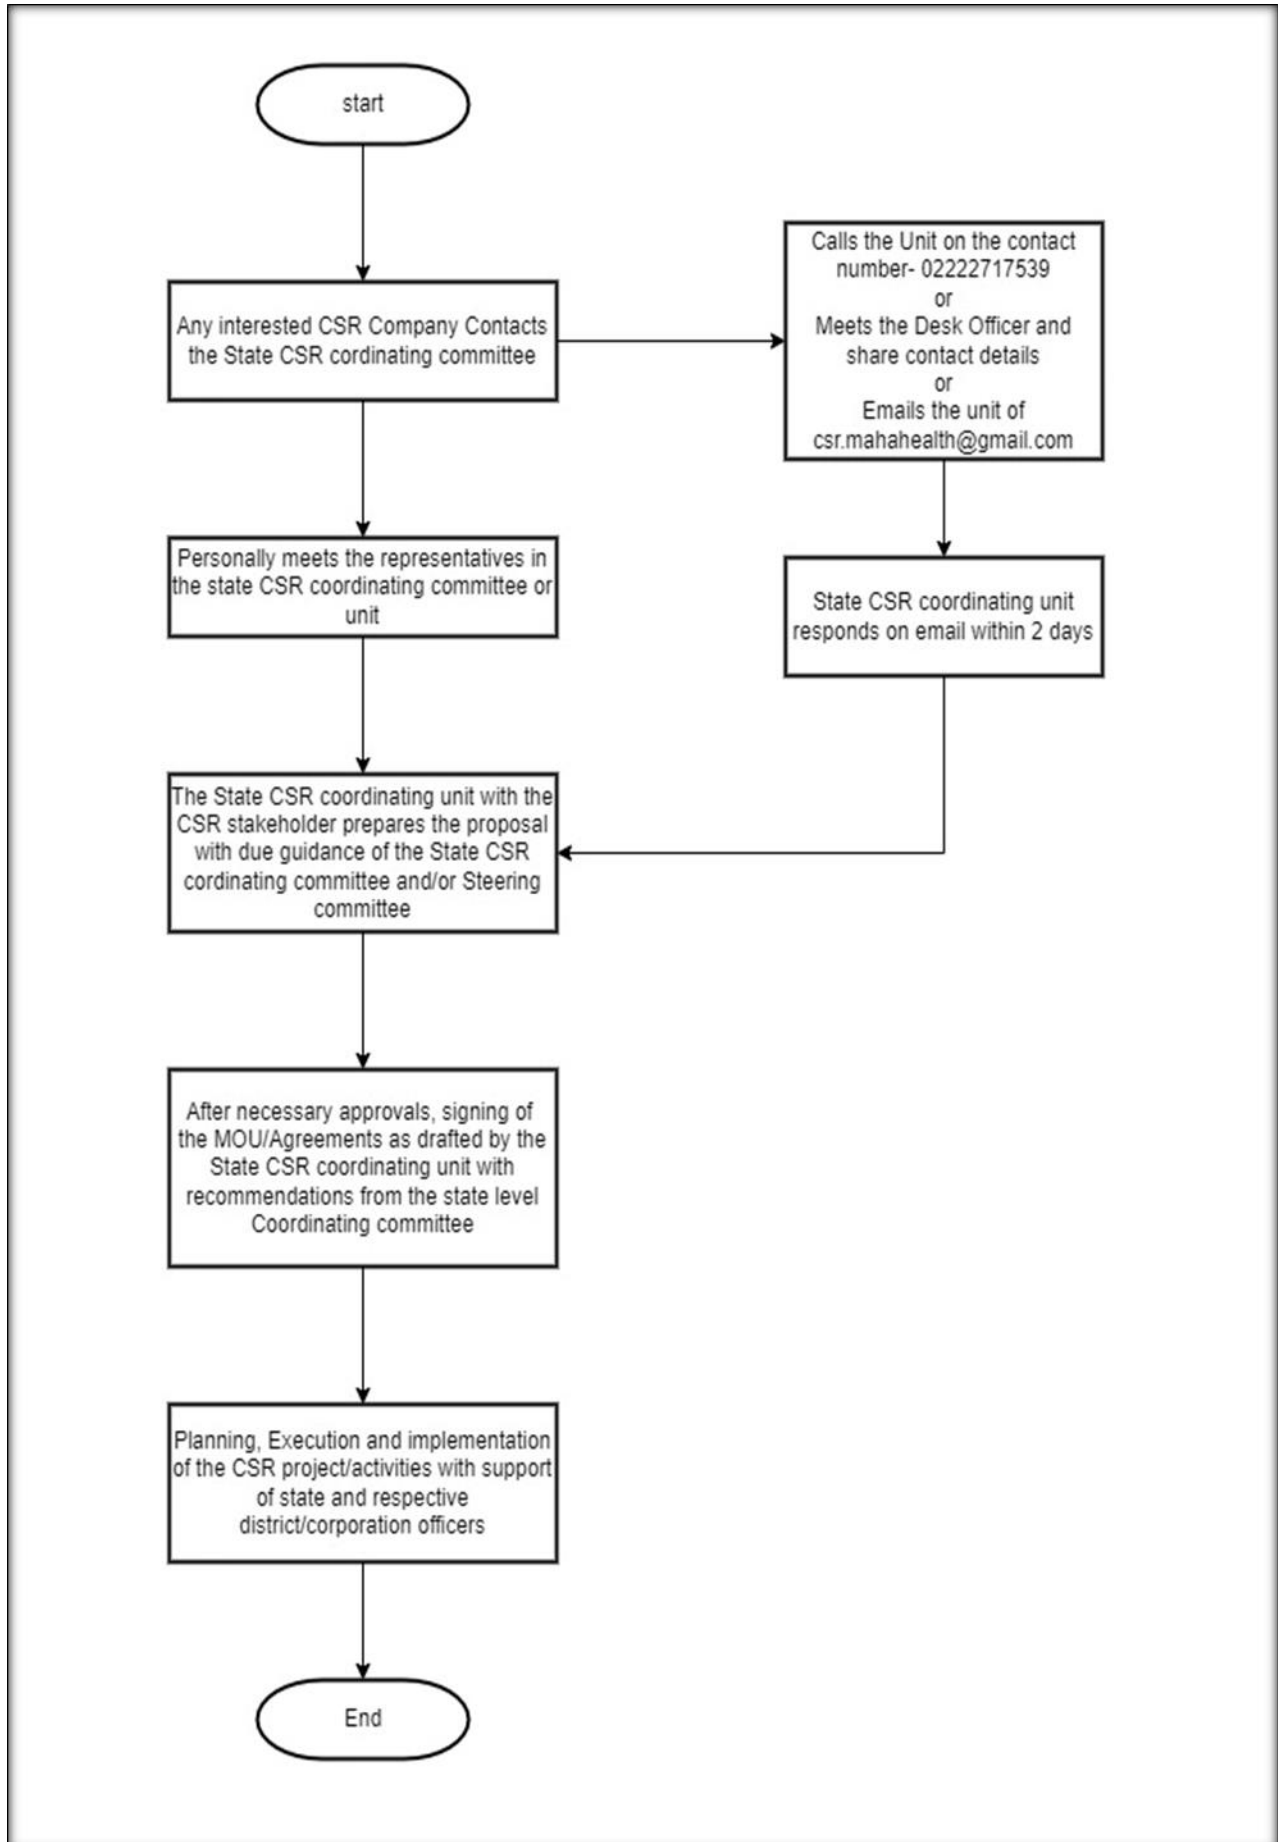 start
Any interested CSR Company Contacts
the State CSR cordinating committee
Calls the Unit on the contact
number- 02222717539
or
Meets the Desk Officer and
share contact details
or
Emails the unit of
csr.mahahealth@gmail.com
Personally meets the representatives in
the state CSR coordinating committee or
unit
State CSR coordinating unit
responds on email within 2 days
The State CSR coordinating unit with the
CSR stakeholder prepares the proposal
with due guidance of the State CSR
cordinating committee and/or Steering
committee
After necessary approvals, signing of
the MOU/Agreements as drafted by the
State CSR coordinating unit with
recommendations from the state level
Coordinating committee
Planning, Execution and implementation
of the CSR project/activities with support
of state and respective
district/corporation officers
End